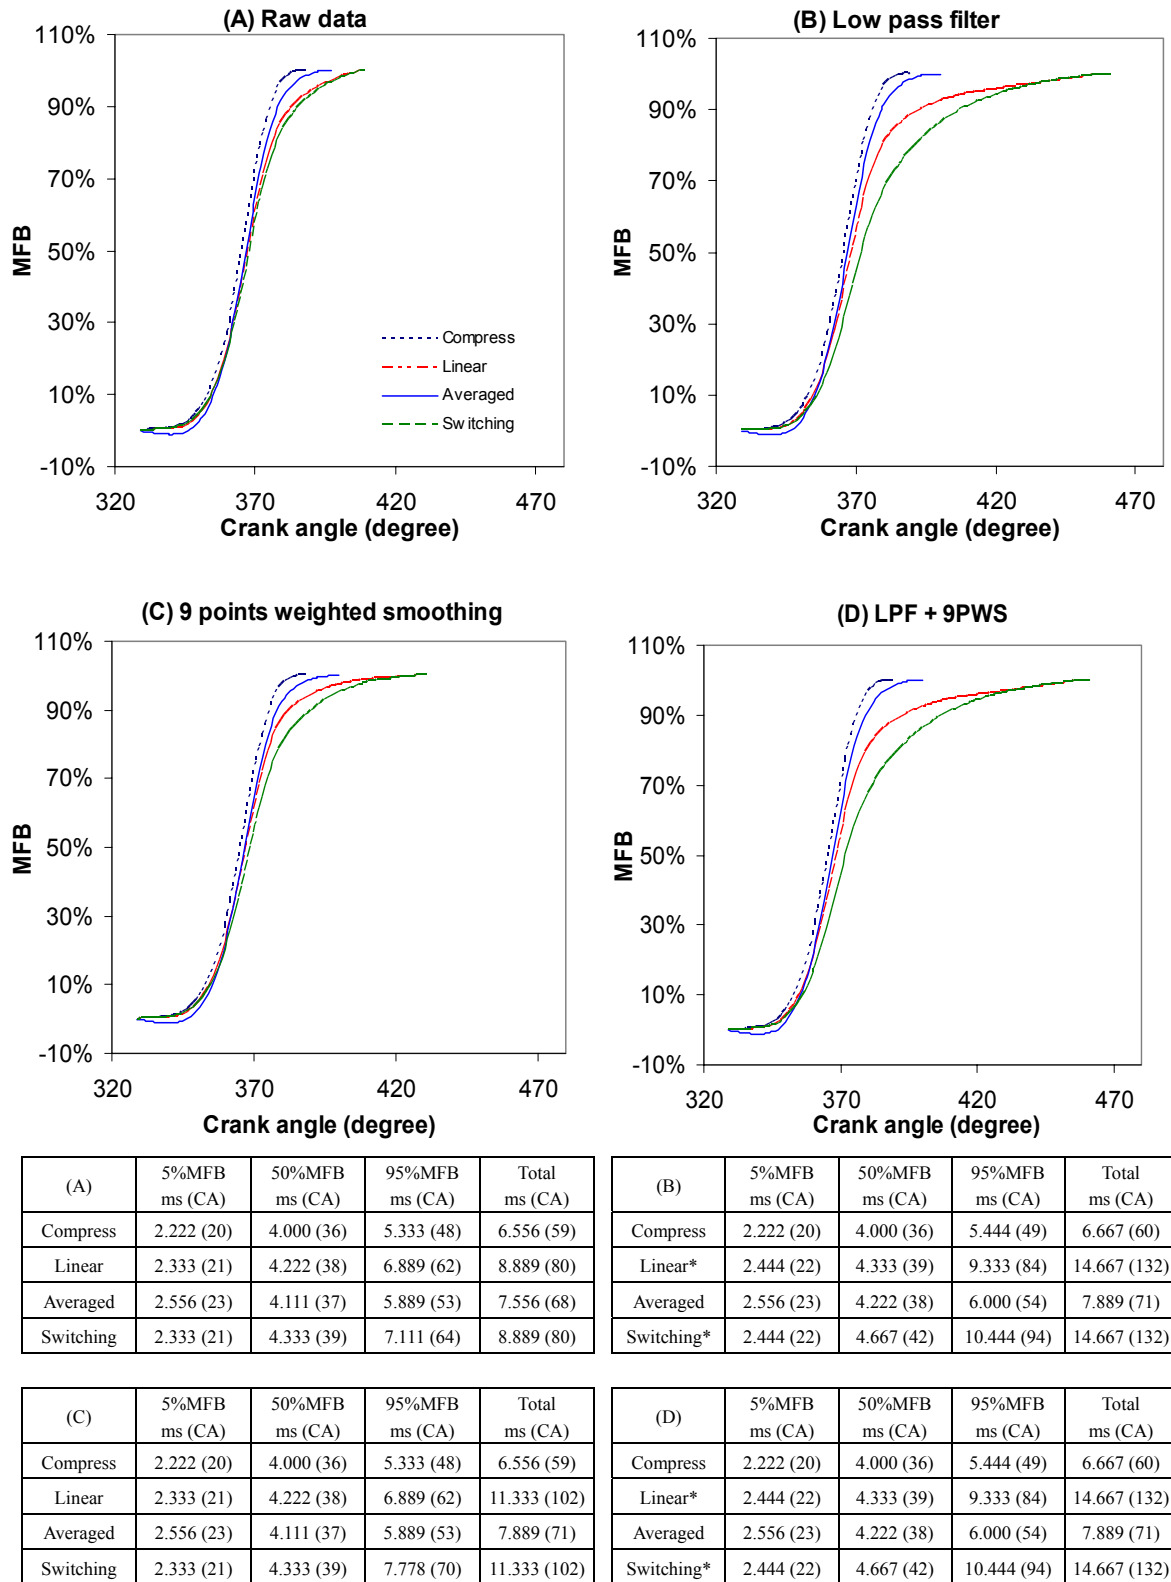 (A) Raw data
110%
90%
70%
50%
30%
10%
-10%
MFB
Compress
Linear
Averaged
Switching
320 370 420 470
Crank angle (degree)
(B) Low pass filter
110%
90%
70%
50%
30%
10%
-10%
MFB
320 370 420 470
Crank angle (degree)
(C) 9 points weighted smoothing
110%
90%
70%
50%
30%
10%
-10%
MFB
320 370 420 470
Crank angle (degree)
(D) LPF + 9PWS
110%
90%
70%
50%
30%
10%
-10%
MFB
320 370 420 470
Crank angle (degree)
(A) 5%MFB 50%MFB 95%MFB Total
ms (CA) ms (CA) ms (CA) ms (CA)
Compress 2.222 (20) 4.000 (36) 5.333 (48) 6.556 (59)
Linear 2.333 (21) 4.222 (38) 6.889 (62) 8.889 (80)
Averaged 2.556 (23) 4.111 (37) 5.889 (53) 7.556 (68)
Switching 2.333 (21) 4.333 (39) 7.111 (64) 8.889 (80)
(B) 5%MFB 50%MFB 95%MFB Total
ms (CA) ms (CA) ms (CA) ms (CA)
Compress 2.222 (20) 4.000 (36) 5.444 (49) 6.667 (60)
Linear* 2.444 (22) 4.333 (39) 9.333 (84) 14.667 (132)
Averaged 2.556 (23) 4.222 (38) 6.000 (54) 7.889 (71)
Switching* 2.444 (22) 4.667 (42) 10.444 (94) 14.667 (132)
(C) 5%MFB 50%MFB 95%MFB Total
ms (CA) ms (CA) ms (CA) ms (CA)
Compress 2.222 (20) 4.000 (36) 5.333 (48) 6.556 (59)
Linear 2.333 (21) 4.222 (38) 6.889 (62) 11.333 (102)
Averaged 2.556 (23) 4.111 (37) 5.889 (53) 7.889 (71)
Switching 2.333 (21) 4.333 (39) 7.778 (70) 11.333 (102)
(D) 5%MFB 50%MFB 95%MFB Total
ms (CA) ms (CA) ms (CA) ms (CA)
Compress 2.222 (20) 4.000 (36) 5.444 (49) 6.667 (60)
Linear* 2.444 (22) 4.333 (39) 9.333 (84) 14.667 (132)
Averaged 2.556 (23) 4.222 (38) 6.000 (54) 7.889 (71)
Switching* 2.444 (22) 4.667 (42) 10.444 (94) 14.667 (132)